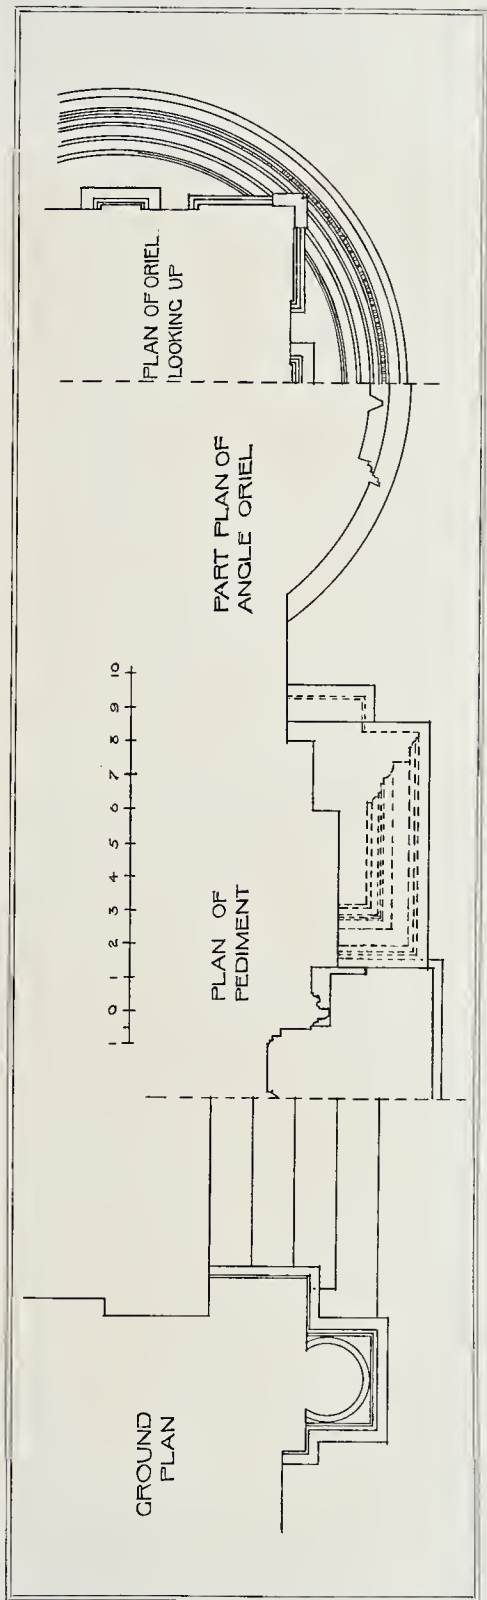 GROUND
PLAN
PLAN OF
PEDIMENT
1 0 1 2 3 4 5 6 7 8 9 10
PART PLAN OF
ANGLE ORIEL
PLAN OF ORIEL
LOOKING UP